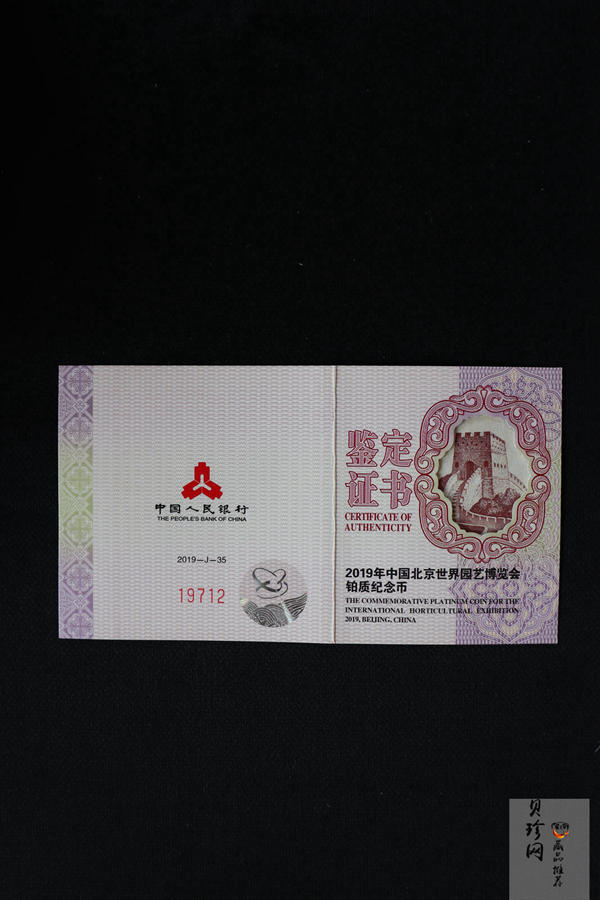 中国人民银行
THE PEOPLE'S BANK OF CHINA
2019—J—35
19712
鉴定
证书
CERTIFICATE OF
AUTHENTICITY
2019年中国北京世界园艺博览会
铂质纪念币
THE COMMEMORATIVE PLATINUM COIN FOR THE
INTERNATIONAL HORTICULTURAL EXHIBITION
2019, BEIJING, CHINA
贝珍网
藏品推荐